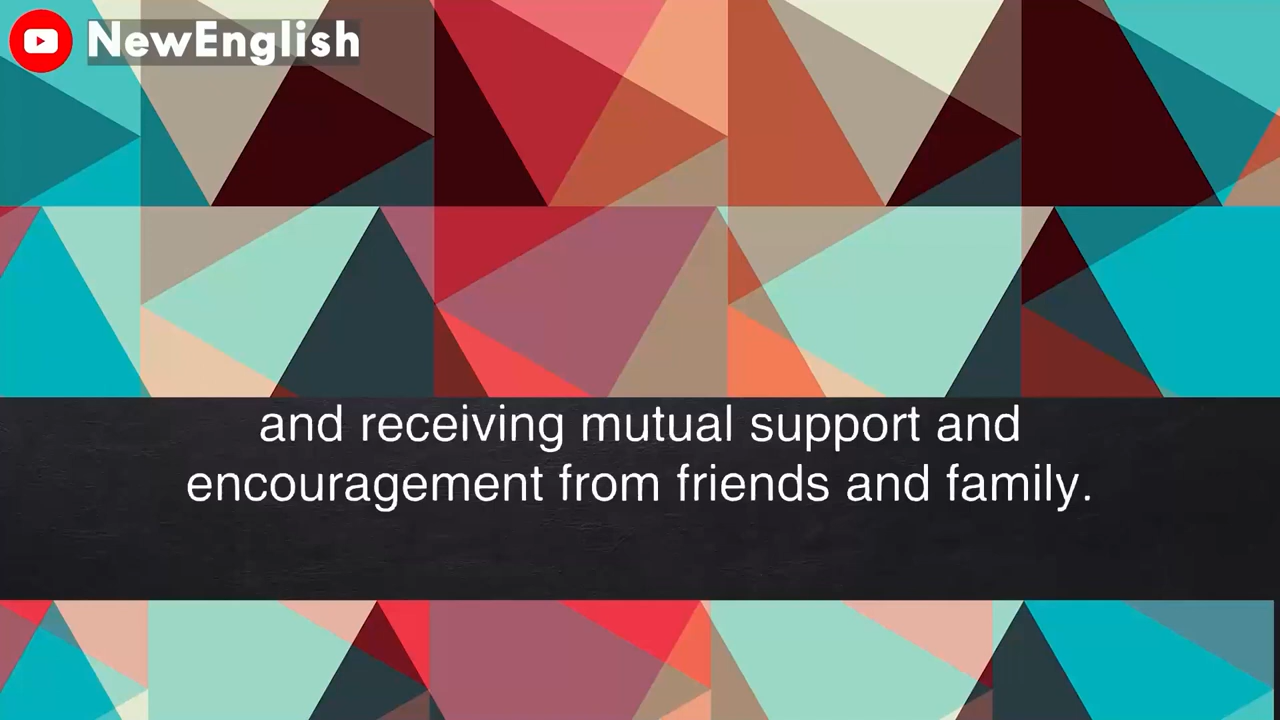 NewEnglish
and receiving mutual support and
encouragement from friends and family.